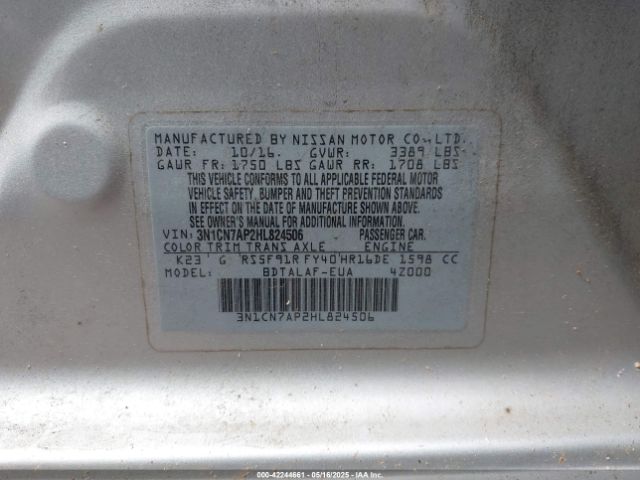 MANUFACTURED BY NISSAN MOTOR CO., LTD.
DATE: 10/16 GVWR: 3389 LBS
GAWR FR: 1750 LBS GAWR RR: 1708 LBS
THIS VEHICLE CONFORMS TO ALL APPLICABLE FEDERAL MOTOR
VEHICLE SAFETY, BUMPER AND THEFT PREVENTION STANDARDS
IN EFFECT ON THE DATE OF MANUFACTURE SHOWN ABOVE.
SEE OWNER'S MANUAL FOR ADDITIONAL INFORMATION
VIN: 3N1CN7AP2HL824506 PASSENGER CAR.
COLOR TRIM TRANS AXLE ENGINE
K23 G RS5F91R FY40 HR16DE 1598 CC
MODEL: BDTALAF-EUA 4Z000
3N1CN7AP2HL824506
000-42244661 - 05/16/2025 - IAAI.COM